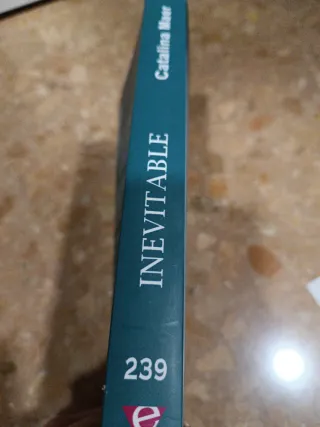 Catalina Maer
INEVITABLE
239
e